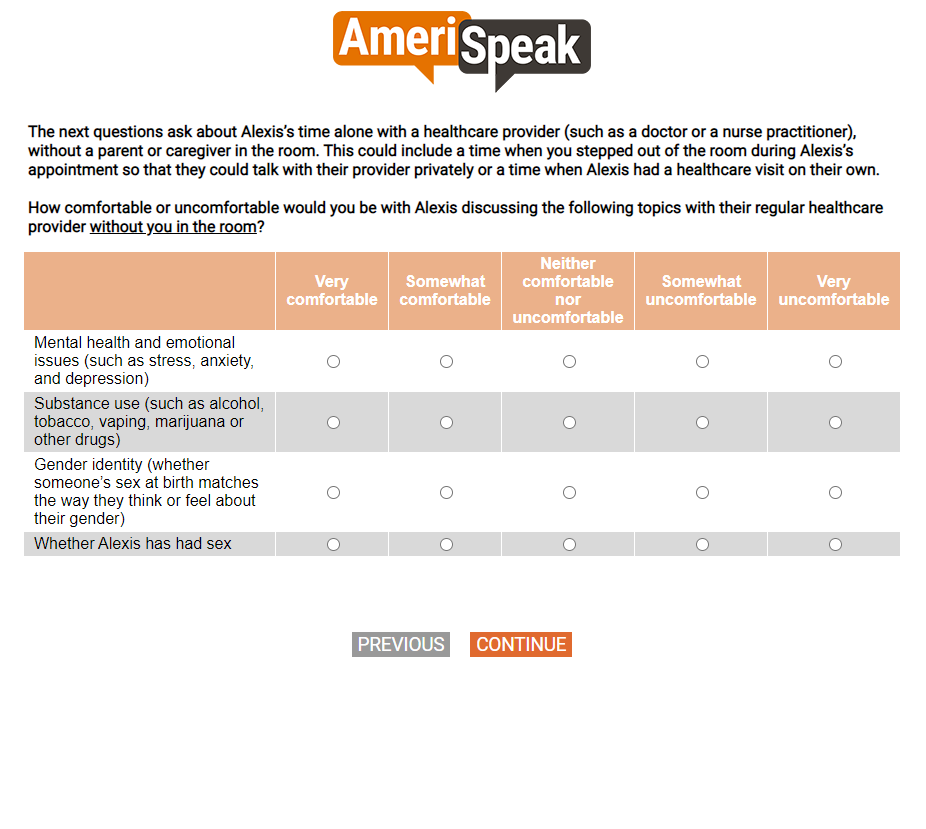 AmeriSpeak
The next questions ask about Alexis's time alone with a healthcare provider (such as a doctor or a nurse practitioner),
without a parent or caregiver in the room. This could include a time when you stepped out of the room during Alexis's
appointment so that they could talk with their provider privately or a time when Alexis had a healthcare visit on their own.
How comfortable or uncomfortable would you be with Alexis discussing the following topics with their regular healthcare
provider without you in the room?
Very
comfortable
Somewhat
comfortable
Neither
comfortable
nor
uncomfortable
Somewhat
uncomfortable
Very
uncomfortable
Mental health and emotional
issues (such as stress, anxiety,
and depression)
Substance use (such as alcohol,
tobacco, vaping, marijuana or
other drugs)
Gender identity (whether
someone's sex at birth matches
the way they think or feel about
their gender)
Whether Alexis has had sex
PREVIOUS
CONTINUE